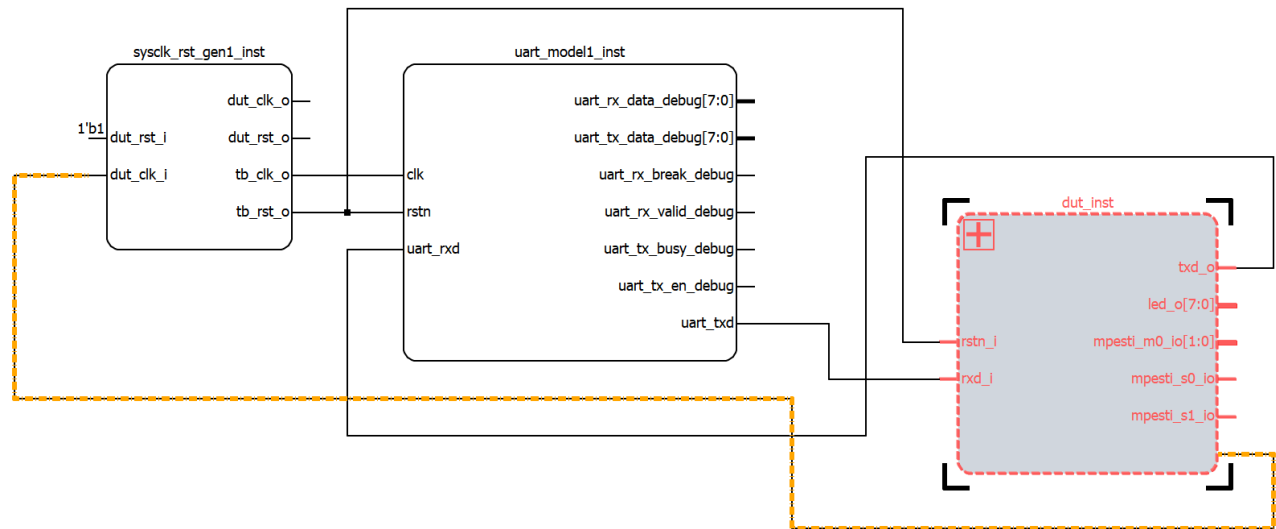 sysclk_rst_gen1_inst
dut_clk_o
1'b1
dut_rst_i
dut_rst_o
dut_clk_i
tb_clk_o
tb_rst_o
uart_model1_inst
uart_rx_data_debug[7:0]
uart_tx_data_debug[7:0]
clk
uart_rx_break_debug
rstn
uart_rx_valid_debug
uart_rxd
uart_tx_busy_debug
uart_tx_en_debug
uart_txd
dut_inst
txd_o
led_o[7:0]
rstn_i
mpesti_m0_io[1:0]
rxd_i
mpesti_s0_io
mpesti_s1_io